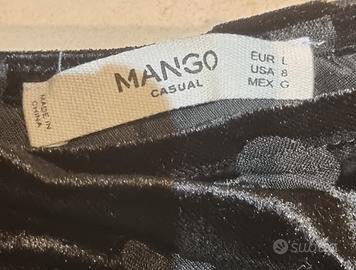 MANGO
CASUAL
EUR L
USA 8
MEX G
MADE IN
CHINA
subito